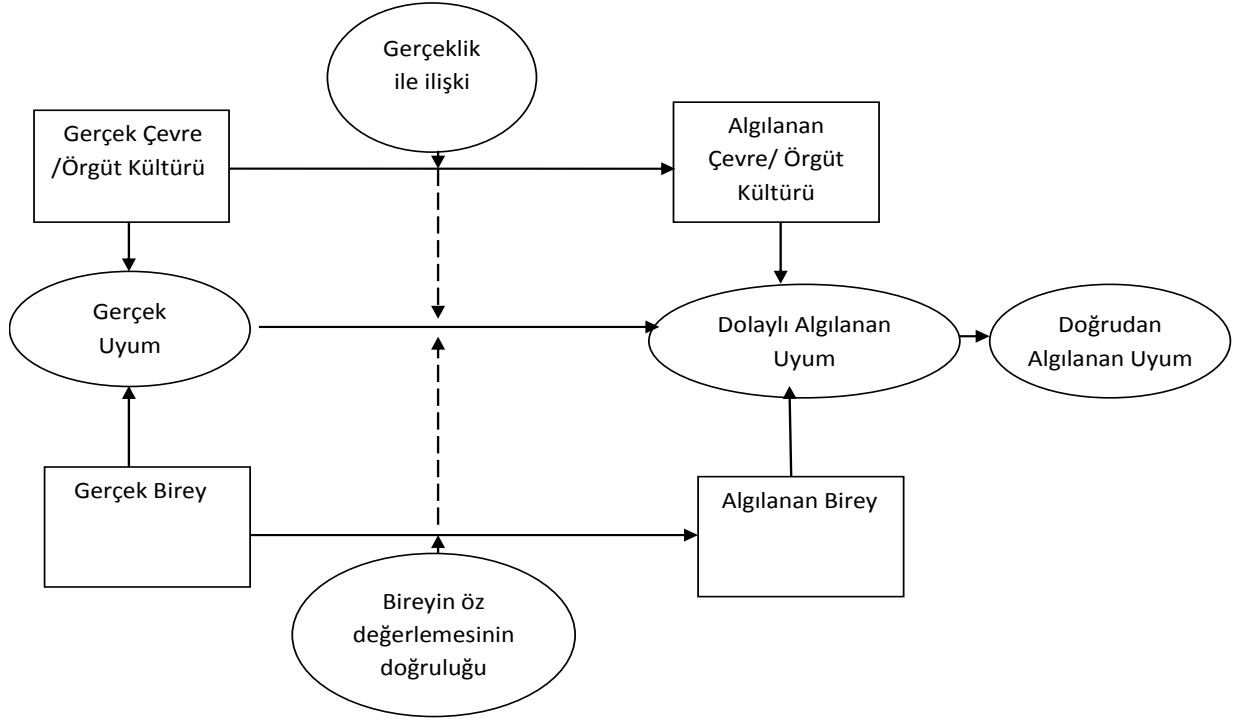 Gerçeklik
ile ilişki
Gerçek Çevre
/Örgüt Kültürü
Algılanan
Çevre/ Örgüt
Kültürü
Gerçek
Uyum
Dolaylı Algılanan
Uyum
Doğrudan
Algılanan Uyum
Gerçek Birey
Algılanan Birey
Bireyin öz
değerlemesinin
doğruluğu